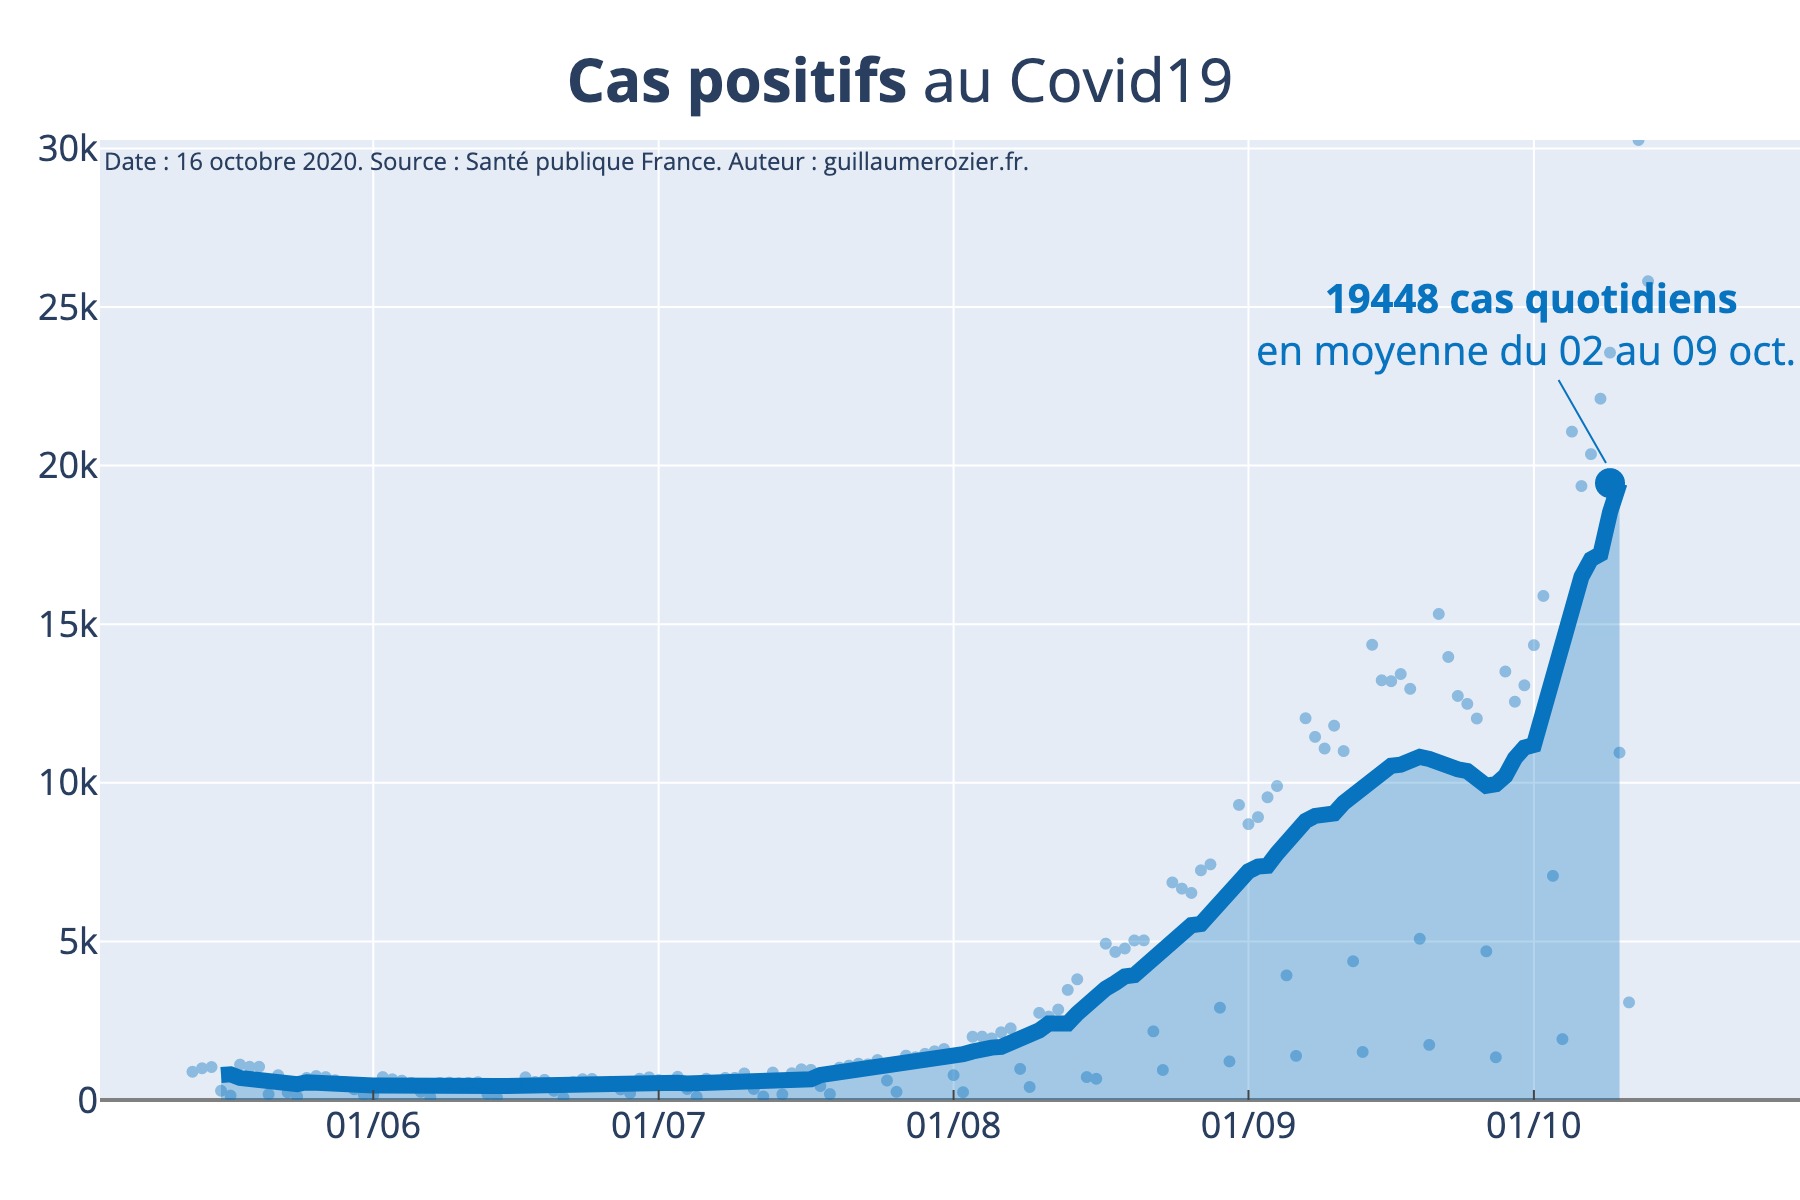 Cas positifs au Covid19
30k
Date : 16 octobre 2020. Source : Santé publique France. Auteur : guillaumerozier.fr.
25k
19448 cas quotidiens
en moyenne du 02 au 09 oct.
20k
15k
10k
5k
0
01/06 01/07 01/08 01/09 01/10